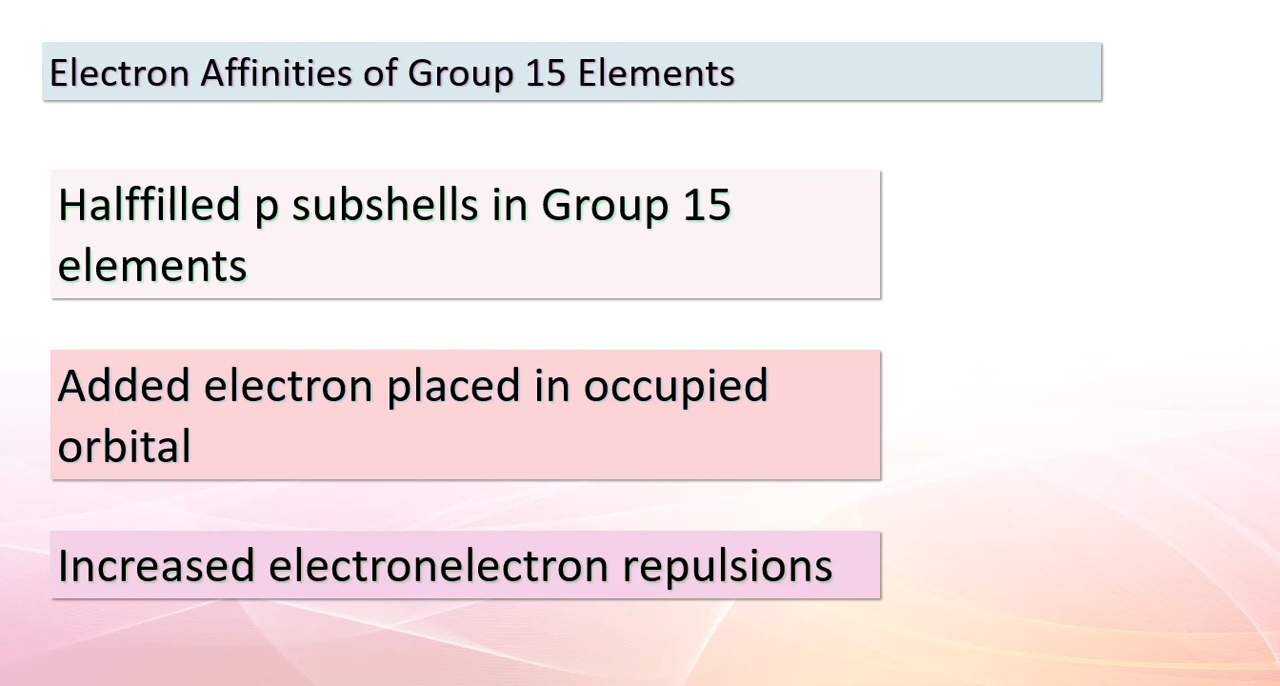 Electron Affinities of Group 15 Elements
Halffilled p subshells in Group 15
elements
Added electron placed in occupied
orbital
Increased electronelectron repulsions